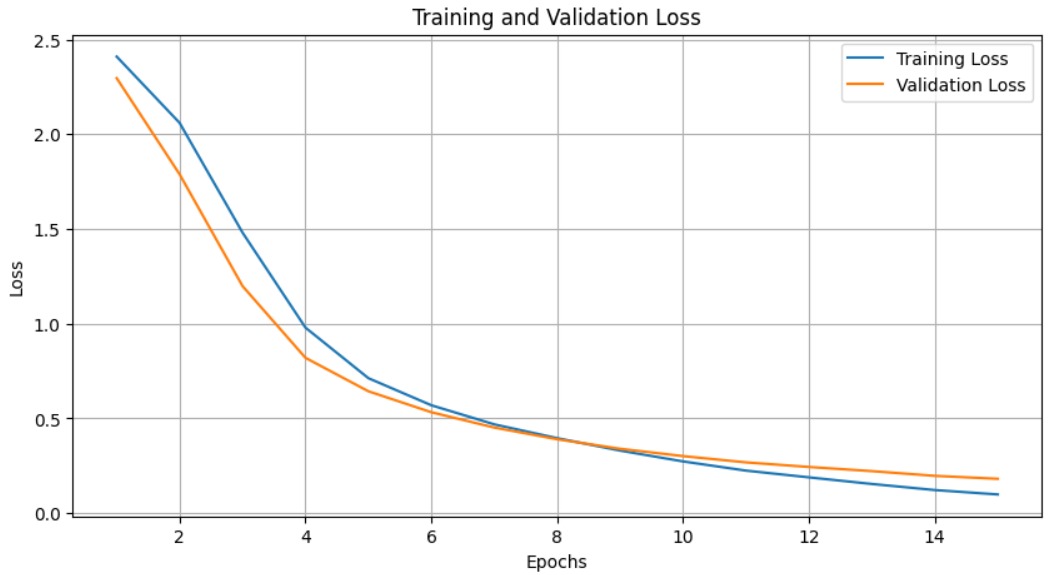 Training and Validation Loss
2.5
2.0
1.5
1.0
0.5
0.0
Loss
Training Loss
Validation Loss
2 4 6 8 10 12 14
Epochs